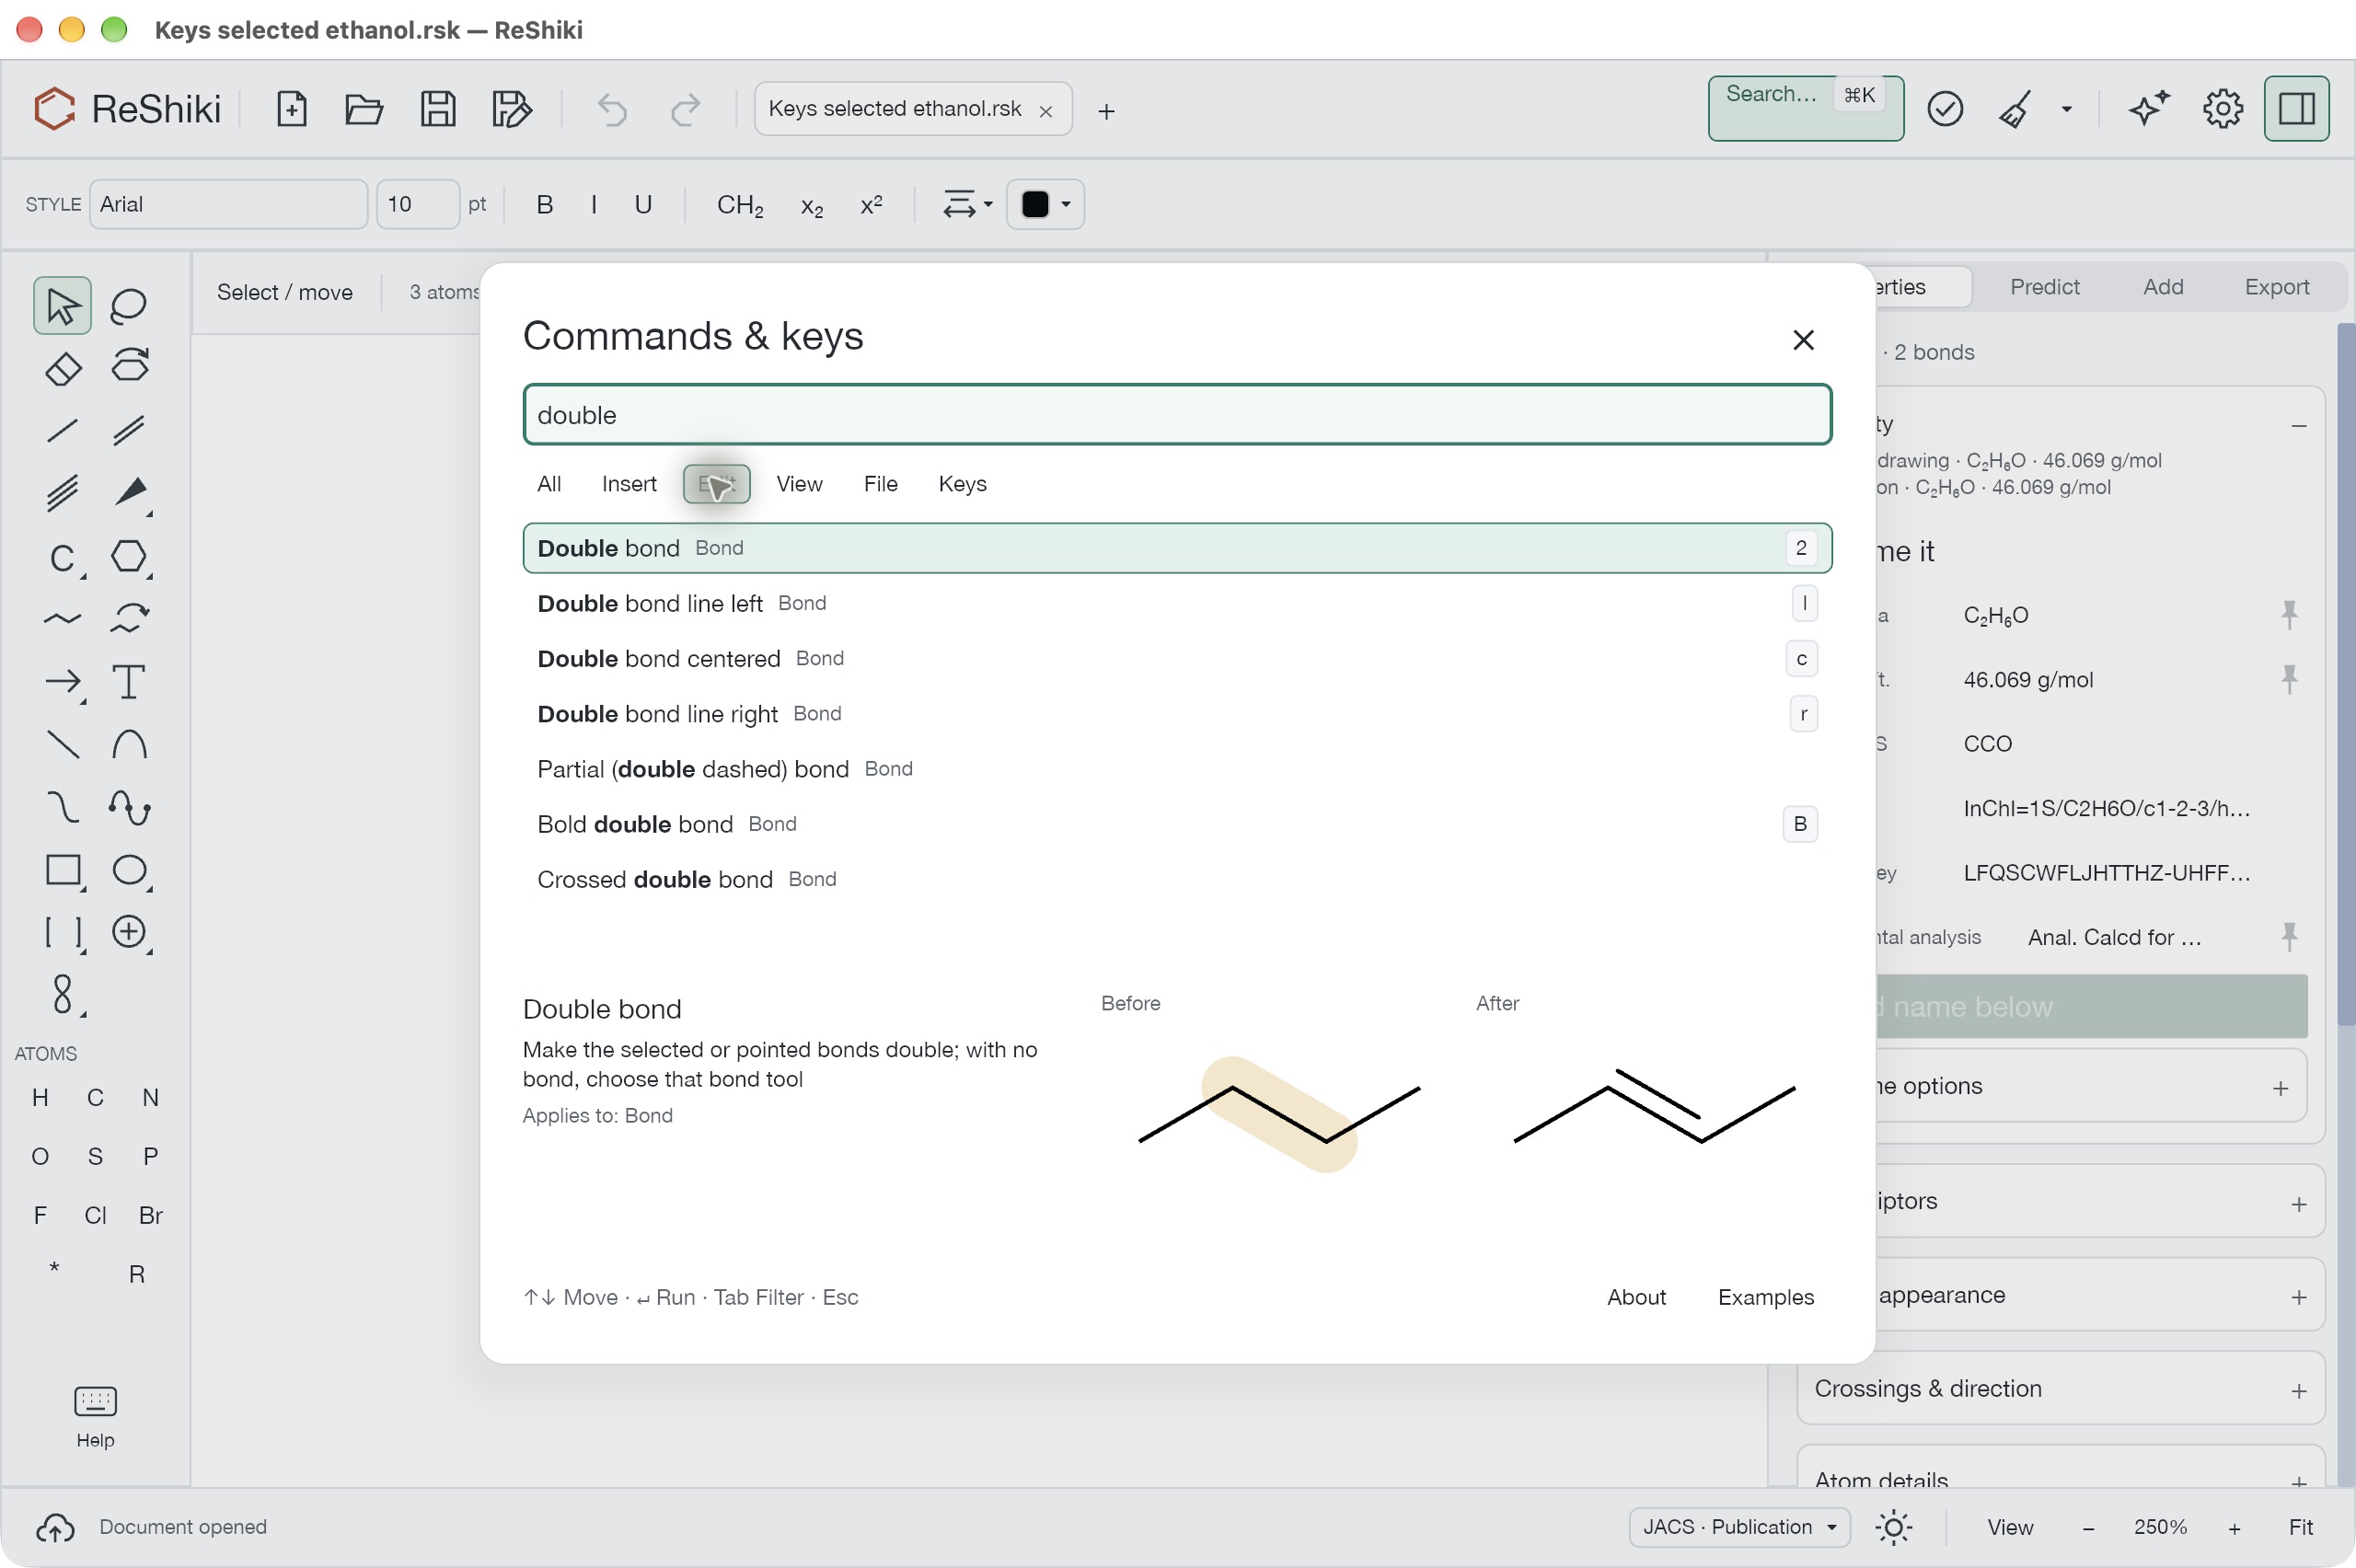 Keys selected ethanol.rsk — ReShiki
ReShiki
Keys selected ethanol.rsk ×
+
Search... ⌘K
STYLE Arial 10 pt B I U CH₂ x₂ x²
Select / move 3 atoms
erties Predict Add Export
· 2 bonds
Commands & keys
double
All Insert View File Keys
Double bond Bond 2
Double bond line left Bond l
Double bond centered Bond c
Double bond line right Bond r
Partial (double dashed) bond Bond
Bold double bond Bond B
Crossed double bond Bond
Double bond
Make the selected or pointed bonds double; with no
bond, choose that bond tool
Applies to: Bond
Before
After
↑↓ Move · ↵ Run · Tab Filter · Esc
About Examples
ty −
drawing · C₂H₆O · 46.069 g/mol
on · C₂H₆O · 46.069 g/mol
me it
a C₂H₆O
t. 46.069 g/mol
S CCO
InChI=1S/C2H6O/c1-2-3/h...
ey LFQSCWFLJHTTHZ-UHFF...
ntal analysis Anal. Calcd for ...
d name below
ne options +
iptors +
appearance +
Crossings & direction +
Atom details +
C
T
[ ]
ATOMS
H C N
O S P
F Cl Br
* R
Help
Document opened
JACS · Publication
View − 250% + Fit